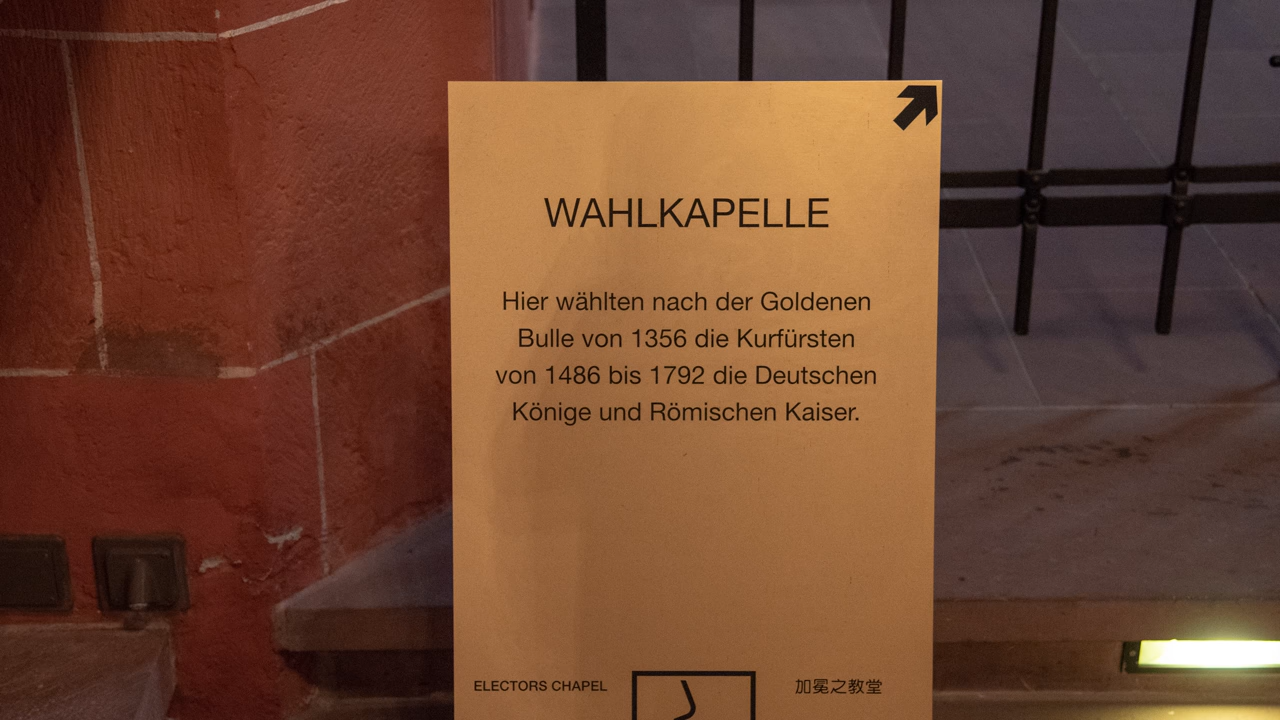 WAHLKAPELLE
Hier wählten nach der Goldenen
Bulle von 1356 die Kurfürsten
von 1486 bis 1792 die Deutschen
Könige und Römischen Kaiser.
ELECTORS CHAPEL
加冕之教堂